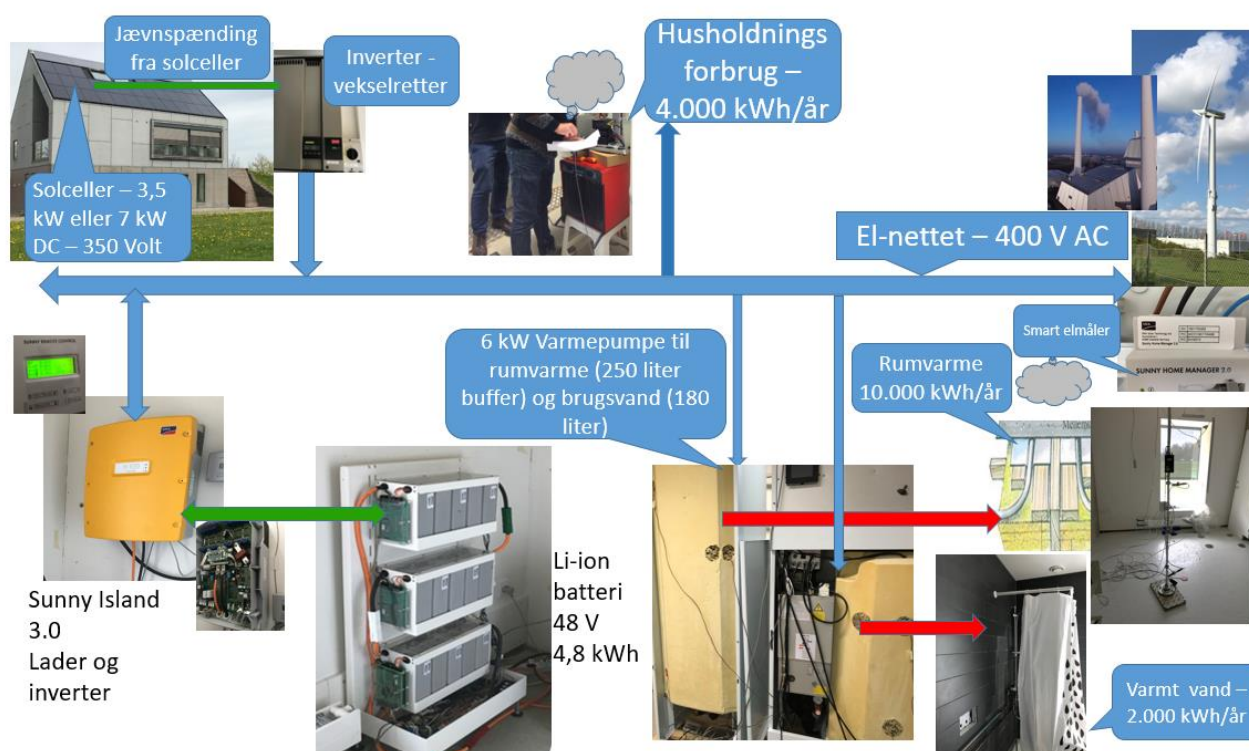 Jævnspænding
fra solceller
Inverter -
vekselretter
Husholdnings
forbrug –
4.000 kWh/år
Solceller – 3,5
kW eller 7 kW
DC – 350 Volt
El-nettet – 400 V AC
SUNNY REMOTE CONTROL
6 kW Varmepumpe til
rumvarme (250 liter
buffer) og brugsvand (180
liter)
Rumvarme
10.000 kWh/år
Smart elmåler
SUNNY HOME MANAGER 2.0
Sunny Island
3.0
Lader og
inverter
Li-ion
batteri
48 V
4,8 kWh
Varmt vand –
2.000 kWh/år